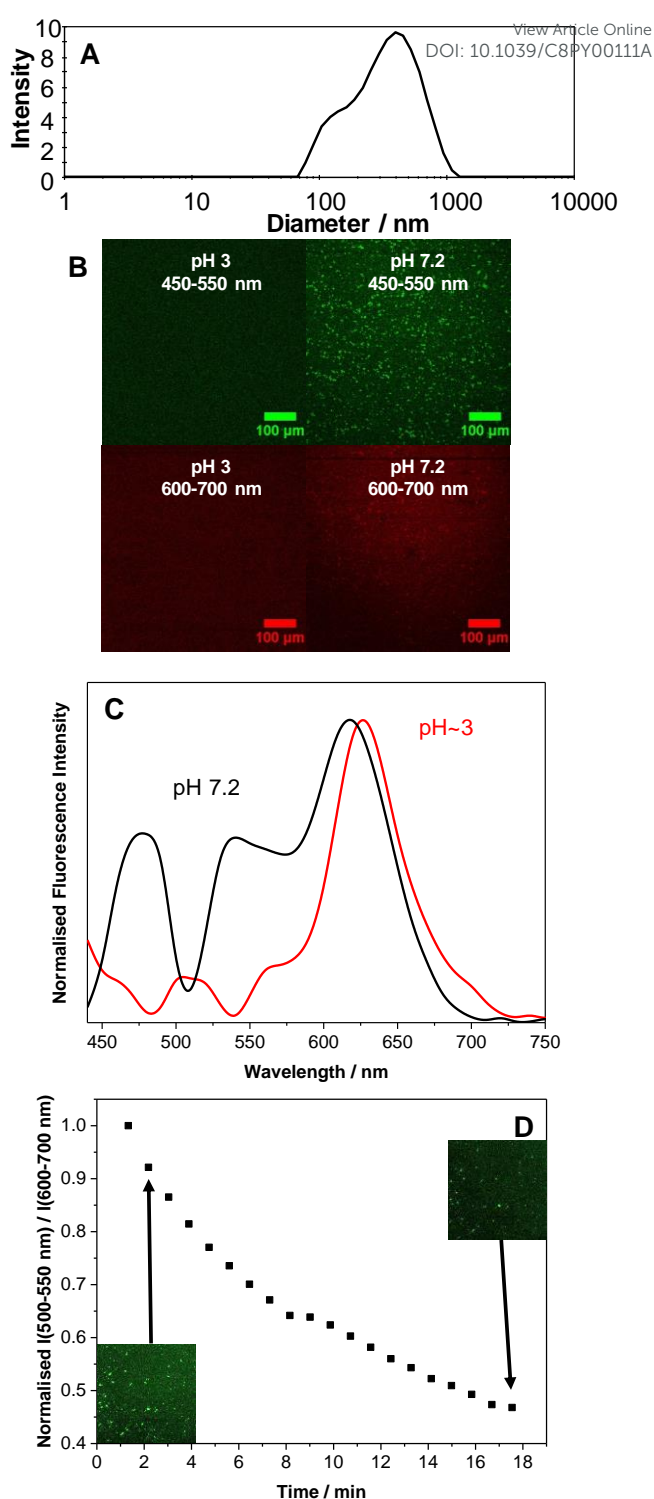 View Article Online
DOI: 10.1039/C8PY00111A
A
Intensity
10
8
6
4
2
0
1 10 100 1000 10000
Diameter / nm
B
pH 3
450-550 nm
100 µm
pH 7.2
450-550 nm
100 µm
pH 3
600-700 nm
100 µm
pH 7.2
600-700 nm
100 µm
C
pH~3
pH 7.2
Normalised Fluorescence Intensity
450 500 550 600 650 700 750
Wavelength / nm
D
Normalised I(500-550 nm) / I(600-700 nm)
1.0
0.9
0.8
0.7
0.6
0.5
0.4
0 2 4 6 8 10 12 14 16 18
Time / min